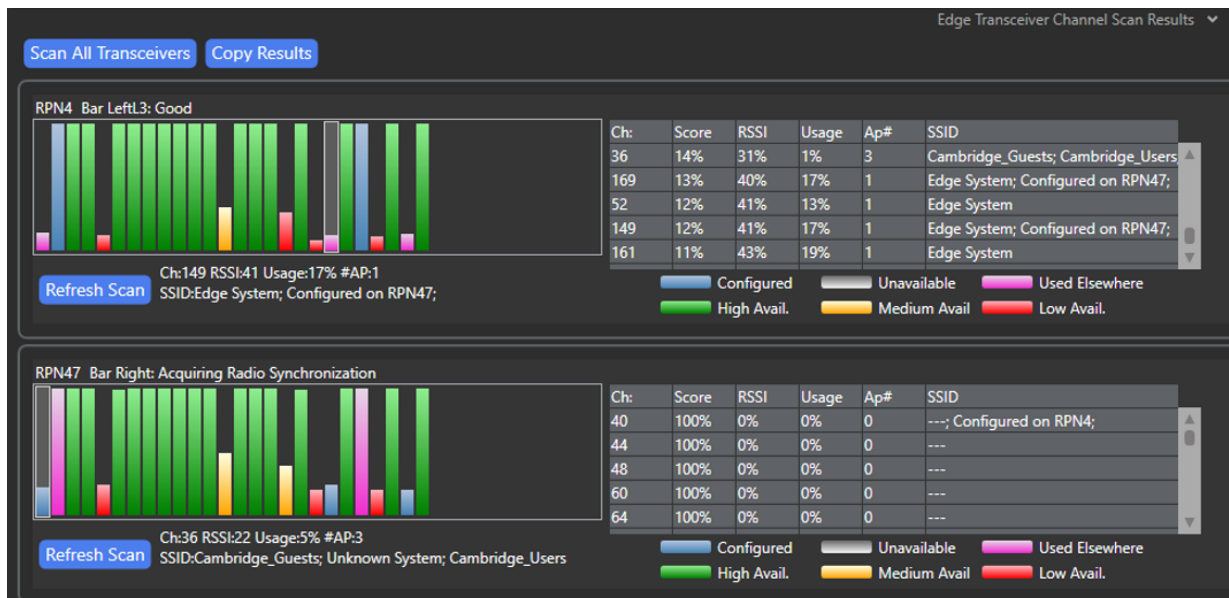 Edge Transceiver Channel Scan Results
Scan All Transceivers Copy Results
RPN4 Bar LeftL3: Good
Ch: Score RSSI Usage Ap# SSID
36 14% 31% 1% 3 Cambridge_Guests; Cambridge_Users;
169 13% 40% 17% 1 Edge System; Configured on RPN47;
52 12% 41% 13% 1 Edge System
149 12% 41% 17% 1 Edge System; Configured on RPN47;
161 11% 43% 19% 1 Edge System
Refresh Scan
Ch:149 RSSI:41 Usage:17% #AP:1
SSID:Edge System; Configured on RPN47;
Configured Unavailable Used Elsewhere
High Avail. Medium Avail Low Avail.
RPN47 Bar Right: Acquiring Radio Synchronization
Ch: Score RSSI Usage Ap# SSID
40 100% 0% 0% 0 ---; Configured on RPN4;
44 100% 0% 0% 0 ---
48 100% 0% 0% 0 ---
60 100% 0% 0% 0 ---
64 100% 0% 0% 0 ---
Refresh Scan
Ch:36 RSSI:22 Usage:5% #AP:3
SSID:Cambridge_Guests; Unknown System; Cambridge_Users
Configured Unavailable Used Elsewhere
High Avail. Medium Avail Low Avail.